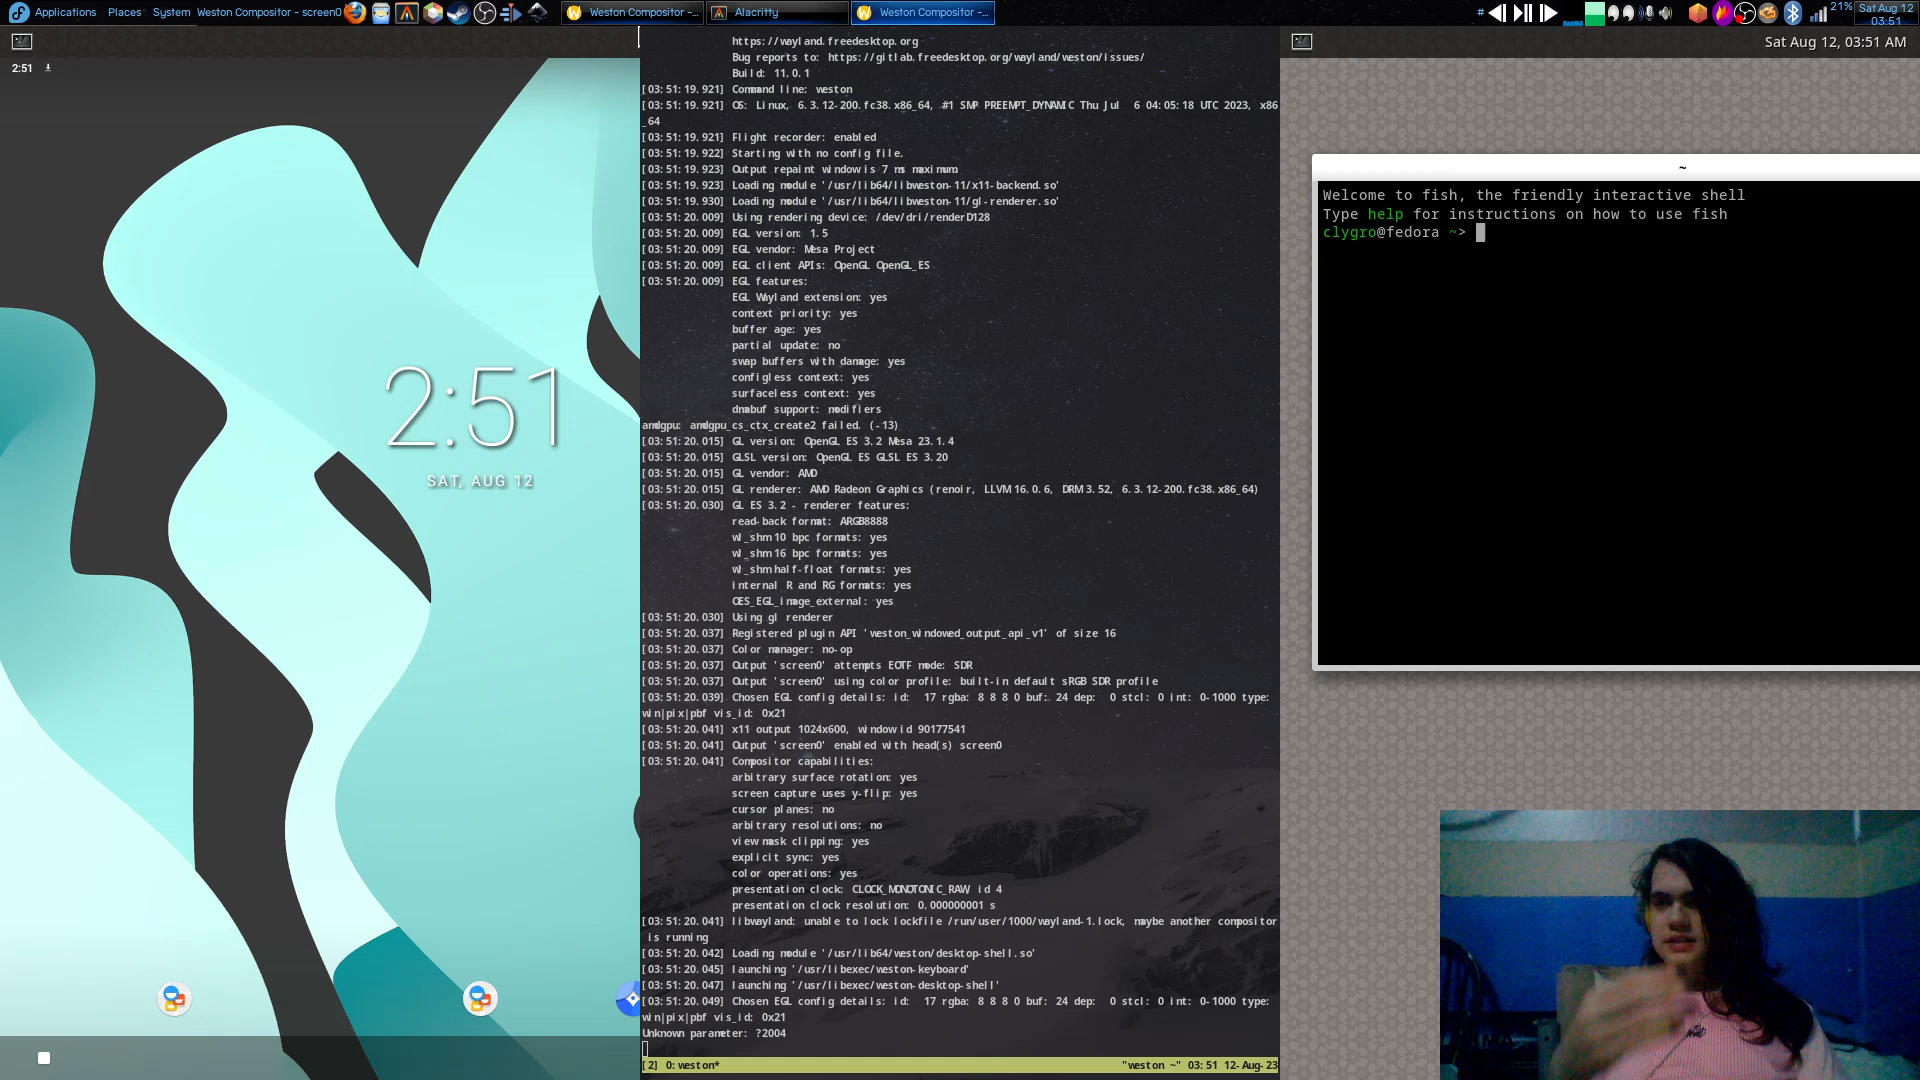 Applications Places System Weston Compositor - screen0
Weston Compositor -...
Alacritty
Weston Compositor -...
#
21%
Sat Aug 12
03:51
2:51
2:51
SAT, AUG 12
https://wayland.freedesktop.org
Bug reports to: https://gitlab.freedesktop.org/wayland/weston/issues/
Build: 11.0.1
[03:51:19.921] Command line: weston
[03:51:19.921] OS: Linux, 6.3.12-200.fc38.x86_64, #1 SMP PREEMPT_DYNAMIC Thu Jul  6 04:05:18 UTC 2023, x86
_64
[03:51:19.921] Flight recorder: enabled
[03:51:19.922] Starting with no config file.
[03:51:19.923] Output repaint window is 7 ms maximum.
[03:51:19.923] Loading module '/usr/lib64/libweston-11/x11-backend.so'
[03:51:19.930] Loading module '/usr/lib64/libweston-11/gl-renderer.so'
[03:51:20.009] Using rendering device: /dev/dri/renderD128
[03:51:20.009] EGL version: 1.5
[03:51:20.009] EGL vendor: Mesa Project
[03:51:20.009] EGL client APIs: OpenGL OpenGL_ES
[03:51:20.009] EGL features:
EGL Wayland extension: yes
context priority: yes
buffer age: yes
partial update: no
swap buffers with damage: yes
configless context: yes
surfaceless context: yes
dmabuf support: modifiers
amdgpu: amdgpu_cs_ctx_create2 failed. (-13)
[03:51:20.015] GL version: OpenGL ES 3.2 Mesa 23.1.4
[03:51:20.015] GLSL version: OpenGL ES GLSL ES 3.20
[03:51:20.015] GL vendor: AMD
[03:51:20.015] GL renderer: AMD Radeon Graphics (renoir, LLVM 16.0.6, DRM 3.52, 6.3.12-200.fc38.x86_64)
[03:51:20.030] GL ES 3.2 - renderer features:
read-back format: ARGB8888
wl_shm 10 bpc formats: yes
wl_shm 16 bpc formats: yes
wl_shm half-float formats: yes
internal R and RG formats: yes
OES_EGL_image_external: yes
[03:51:20.030] Using gl renderer
[03:51:20.037] Registered plugin API 'weston_windowed_output_api_v1' of size 16
[03:51:20.037] Color manager: no-op
[03:51:20.037] Output 'screen0' attempts EOTF mode: SDR
[03:51:20.037] Output 'screen0' using color profile: built-in default sRGB SDR profile
[03:51:20.039] Chosen EGL config details: id:  17 rgba: 8 8 8 0 buf: 24 dep:  0 stcl: 0 int: 0-1000 type:
win|pix|pbf vis_id: 0x21
[03:51:20.041] x11 output 1024x600, window id 90177541
[03:51:20.041] Output 'screen0' enabled with head(s) screen0
[03:51:20.041] Compositor capabilities:
arbitrary surface rotation: yes
screen capture uses y-flip: yes
cursor planes: no
arbitrary resolutions: no
view mask clipping: yes
explicit sync: yes
color operations: yes
presentation clock: CLOCK_MONOTONIC_RAW, id 4
presentation clock resolution: 0.000000001 s
[03:51:20.041] libwayland: unable to lock lockfile /run/user/1000/wayland-1.lock, maybe another compositor
is running
[03:51:20.042] Loading module '/usr/lib64/weston/desktop-shell.so'
[03:51:20.045] launching '/usr/libexec/weston-keyboard'
[03:51:20.047] launching '/usr/libexec/weston-desktop-shell'
[03:51:20.049] Chosen EGL config details: id:  17 rgba: 8 8 8 0 buf: 24 dep:  0 stcl: 0 int: 0-1000 type:
win|pix|pbf vis_id: 0x21
Unknown parameter: ?2004
[2] 0:weston* "weston ~" 03:51 12-Aug-23
Sat Aug 12, 03:51 AM
~
Welcome to fish, the friendly interactive shell
Type help for instructions on how to use fish
clygro@fedora ~>